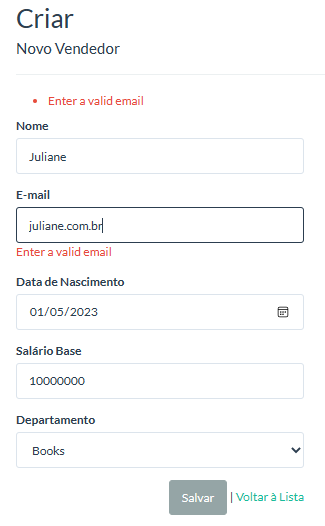 Criar
Novo Vendedor
Enter a valid email
Nome
Juliane
E-mail
juliane.com.br
Enter a valid email
Data de Nascimento
01/05/2023
Salário Base
10000000
Departamento
Books
Salvar | Voltar à Lista